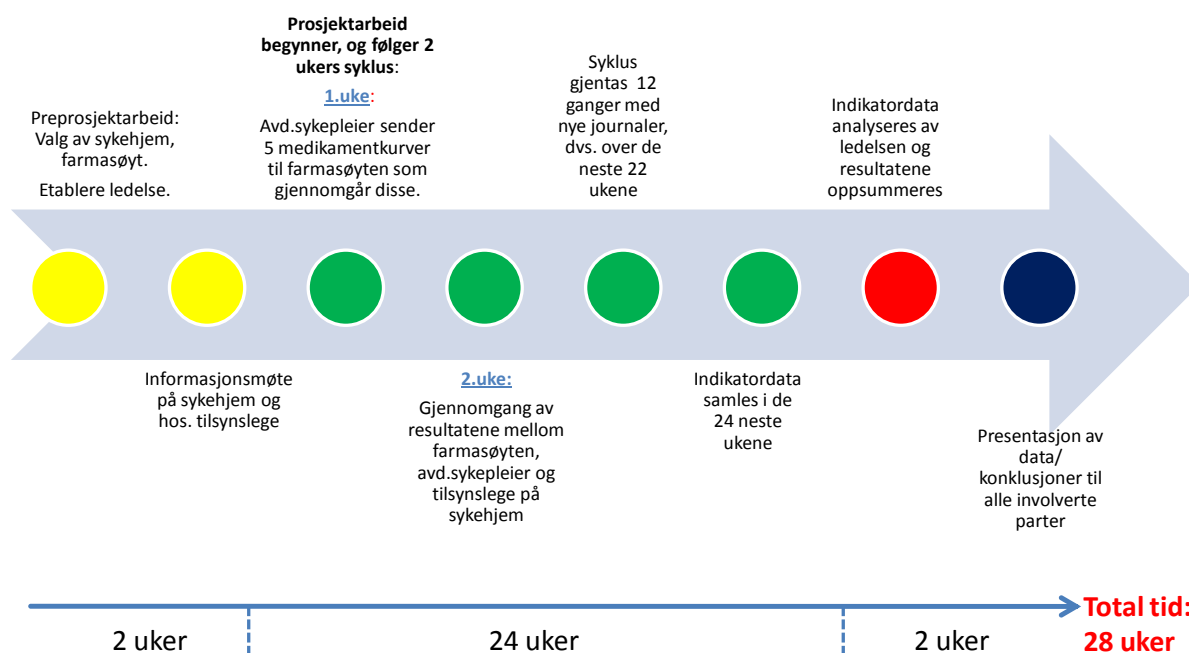 Preprosjektarbeid:
Valg av sykehjem,
farmasøyt.
Etablere ledelse.
Informasjonsmøte
på sykehjem og
hos. tilsynslege
Prosjektarbeid
begynner, og følger 2
ukers syklus:
1.uke:
Avd.sykepleier sender
5 medikamentkurver
til farmasøyten som
gjennomgår disse.
2.uke:
Gjennomgang av
resultatene mellom
farmasøyten,
avd.sykepleier og
tilsynslege på
sykehjem
Syklus
gjentas 12
ganger med
nye journaler,
dvs. over de
neste 22
ukene
Indikatordata
samles i de
24 neste
ukene
Indikatordata
analyseres av
ledelsen og
resultatene
oppsummeres
Presentasjon av
data/
konklusjoner til
alle involverte
parter
2 uker
24 uker
2 uker
Total tid:
28 uker